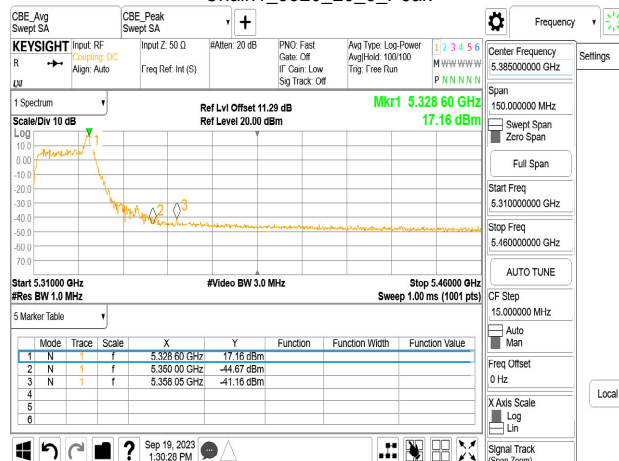 CBE_Avg
Swept SA
CBE_Peak
Swept SA
Frequency
KEYSIGHT
R
Input: RF
Coupling: DC
Align: Auto
Input Z: 50 Ω
Freq Ref: Int (S)
#Atten: 20 dB
PNO: Fast
Gate: Off
IF Gain: Low
Sig Track: Off
Avg Type: Log-Power
Avg|Hold: 100/100
Trig: Free Run
1 2 3 4 5 6
M W W W W W
P N N N N N
Settings
Center Frequency
5.385000000 GHz
Span
150.000000 MHz
Swept Span
Zero Span
Full Span
Start Freq
5.310000000 GHz
Stop Freq
5.460000000 GHz
AUTO TUNE
CF Step
15.000000 MHz
Auto
Man
Freq Offset
0 Hz
X Axis Scale
Log
Lin
Signal Track
(Span Zoom)
Local
1 Spectrum
Scale/Div 10 dB
Log
Ref Lvl Offset 11.29 dB
Ref Level 20.00 dBm
Mkr1 5.328 60 GHz
17.16 dBm
10.0
0.00
-10.0
-20.0
-30.0
-40.0
-50.0
-60.0
-70.0
1
2
3
Start 5.31000 GHz
#Res BW 1.0 MHz
#Video BW 3.0 MHz
Stop 5.46000 GHz
Sweep 1.00 ms (1001 pts)
5 Marker Table
Mode Trace Scale X Y Function Function Width Function Value
1 N 1 f 5.328 60 GHz 17.16 dBm
2 N 1 f 5.350 00 GHz -44.67 dBm
3 N 1 f 5.358 05 GHz -41.16 dBm
4
5
6
?
Sep 19, 2023
1:30:28 PM